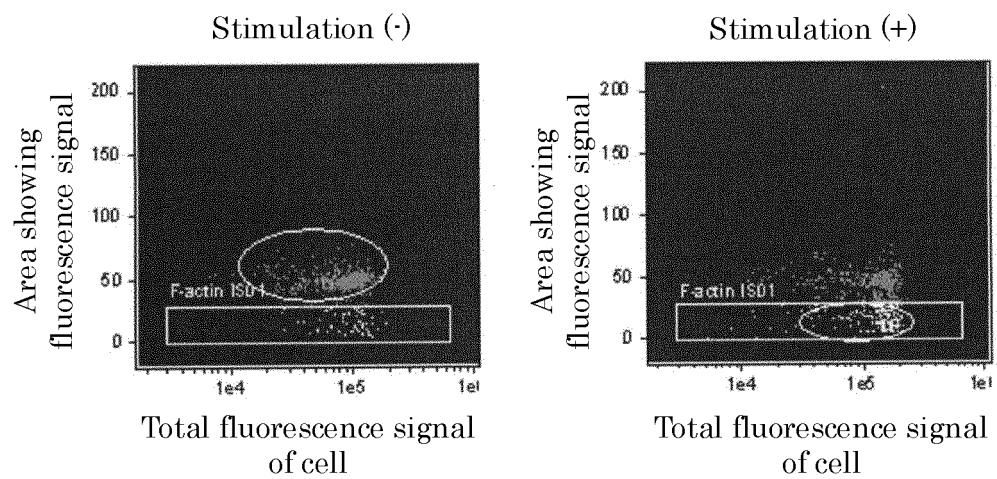 Stimulation (-)
Area showing
fluorescence signal
200
150
100
50
0
F-actin IS01
1e4
1e5
Total fluorescence signal
of cell
Stimulation (+)
Area showing
fluorescence signal
200
150
100
50
0
F-actin IS01
1e4
1e5
Total fluorescence signal
of cell